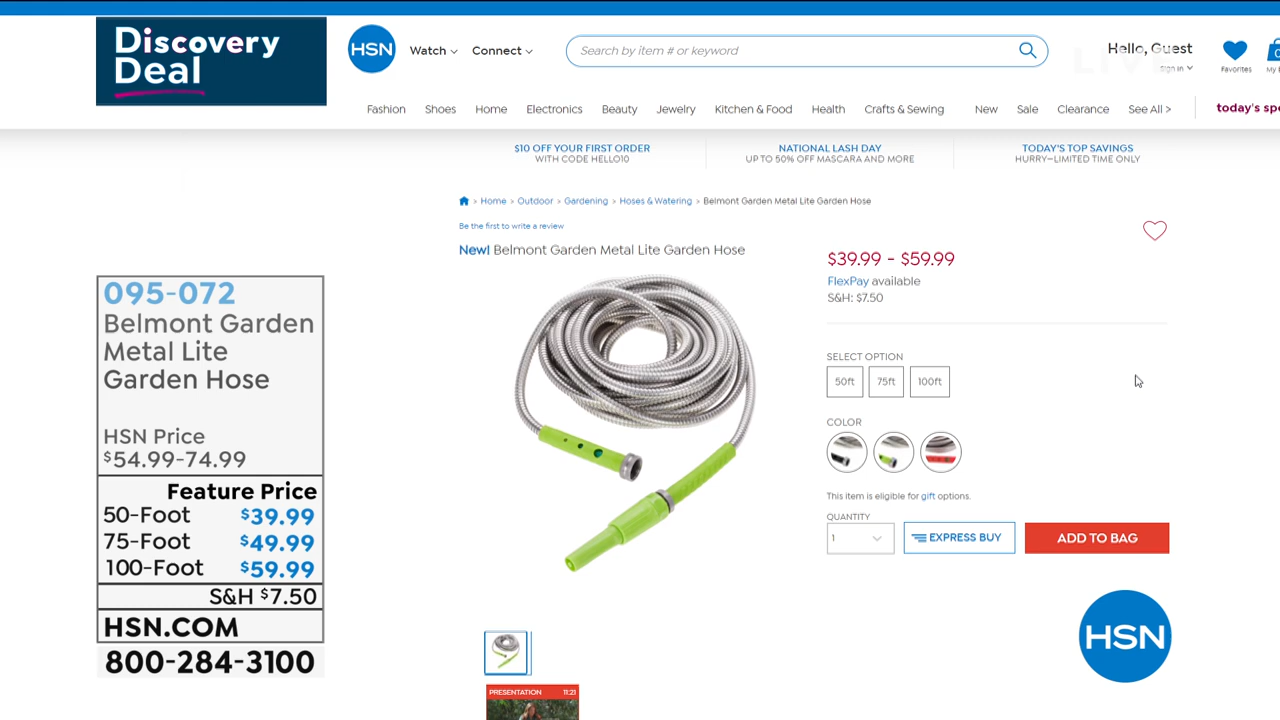 Discovery
Deal
HSN
Watch
Connect
Search by item # or keyword
LIVE
Hello, Guest
Sign In
Favorites
Fashion
Shoes
Home
Electronics
Beauty
Jewelry
Kitchen & Food
Health
Crafts & Sewing
New
Sale
Clearance
See All >
today's spe
$10 OFF YOUR FIRST ORDER
WITH CODE HELLO10
NATIONAL LASH DAY
UP TO 50% OFF MASCARA AND MORE
TODAY'S TOP SAVINGS
HURRY—LIMITED TIME ONLY
> Home > Outdoor > Gardening > Hoses & Watering > Belmont Garden Metal Lite Garden Hose
Be the first to write a review
New! Belmont Garden Metal Lite Garden Hose
$39.99 - $59.99
FlexPay available
S&H: $7.50
SELECT OPTION
50ft
75ft
100ft
COLOR
This item is eligible for gift options.
QUANTITY
1
EXPRESS BUY
ADD TO BAG
095-072
Belmont Garden
Metal Lite
Garden Hose
HSN Price
$54.99-74.99
Feature Price
50-Foot $39.99
75-Foot $49.99
100-Foot $59.99
S&H $7.50
HSN.COM
800-284-3100
HSN
PRESENTATION 11:21